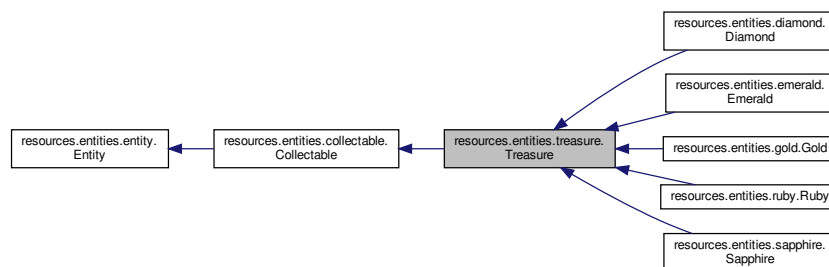 resources.entities.entity.
Entity
resources.entities.collectable.
Collectable
resources.entities.treasure.
Treasure
resources.entities.diamond.
Diamond
resources.entities.emerald.
Emerald
resources.entities.gold.Gold
resources.entities.ruby.Ruby
resources.entities.sapphire.
Sapphire